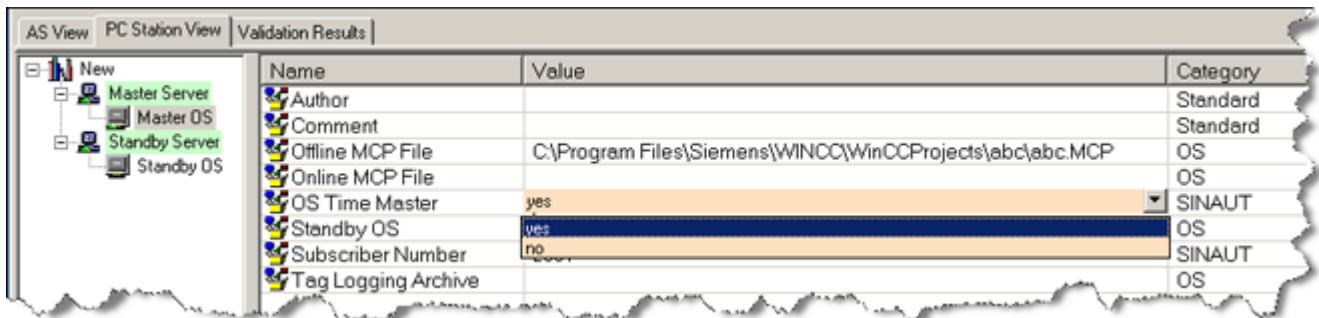 AS View PC Station View Validation Results
New
Master Server
Master OS
Standby Server
Standby OS
Name Value Category
Author Standard
Comment Standard
Offline MCP File C:\Program Files\Siemens\WINCC\WinCCProjects\abc\abc.MCP OS
Online MCP File OS
OS Time Master yes SINAUT
Standby OS yes OS
Subscriber Number no SINAUT
Tag Logging Archive OS